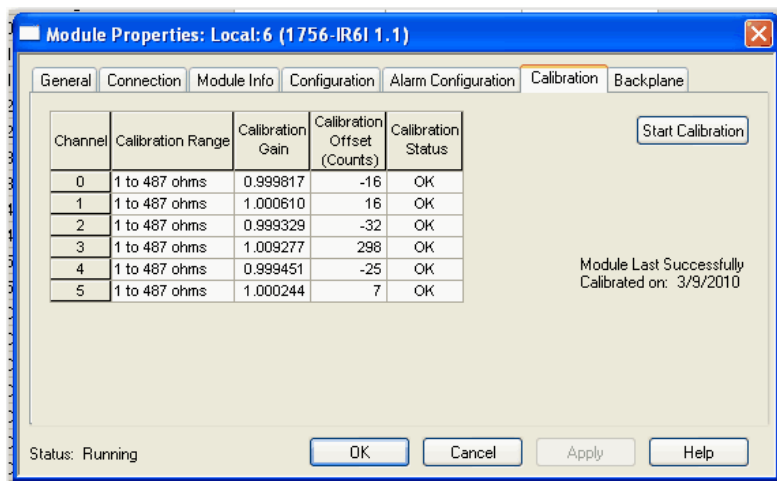 Module Properties: Local:6 (1756-IR6I 1.1)
General Connection Module Info Configuration Alarm Configuration Calibration Backplane
Channel Calibration Range Calibration Gain Calibration Offset (Counts) Calibration Status
Start Calibration
0 1 to 487 ohms 0.999817 -16 OK
1 1 to 487 ohms 1.000610 16 OK
2 1 to 487 ohms 0.999329 -32 OK
3 1 to 487 ohms 1.009277 298 OK
4 1 to 487 ohms 0.999451 -25 OK
5 1 to 487 ohms 1.000244 7 OK
Module Last Successfully
Calibrated on: 3/9/2010
Status: Running
OK Cancel Apply Help